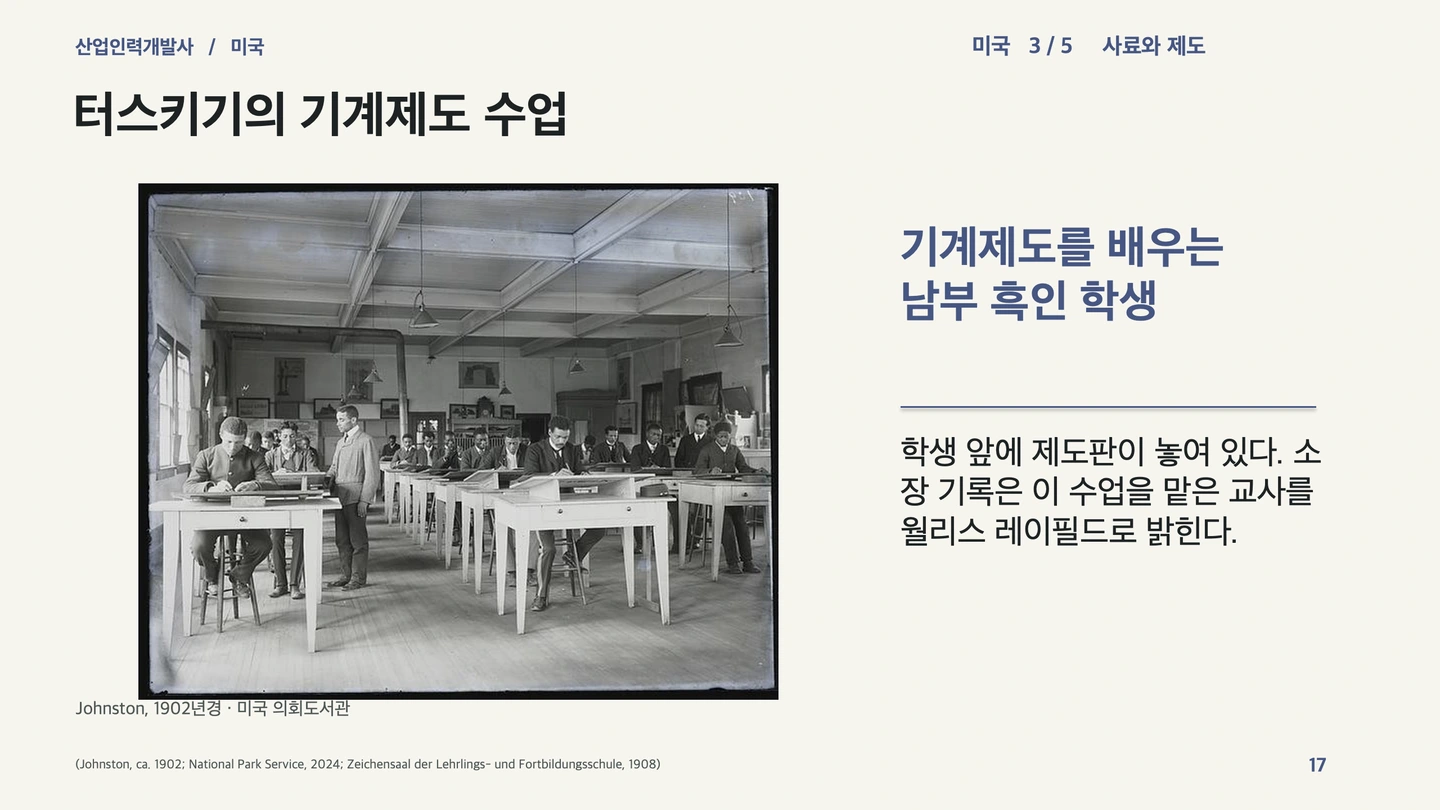 산업인력개발사 / 미국
미국 3 / 5 사료와 제도
터스키기의 기계제도 수업
기계제도를 배우는
남부 흑인 학생
학생 앞에 제도판이 놓여 있다. 소
장 기록은 이 수업을 맡은 교사를
월리스 레이필드로 밝힌다.
Johnston, 1902년경 · 미국 의회도서관
(Johnston, ca. 1902; National Park Service, 2024; Zeichensaal der Lehrlings- und Fortbildungsschule, 1908)
17